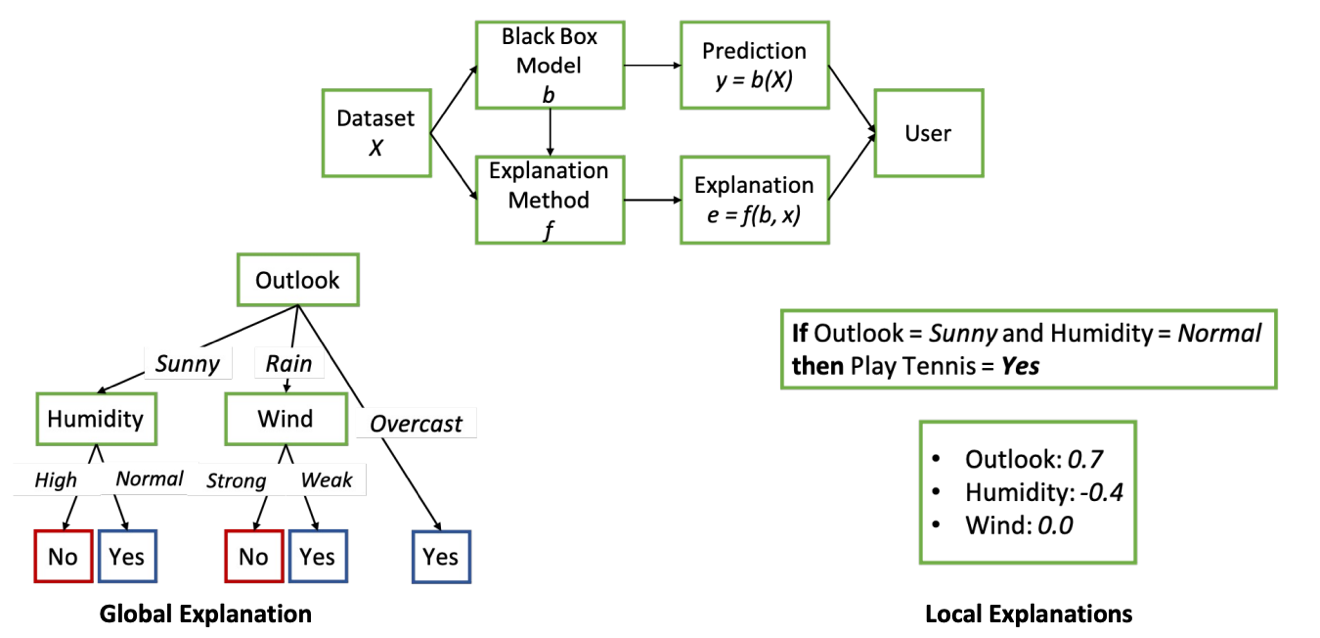 Black Box
Model
b
Prediction
y = b(X)
Dataset
X
User
Explanation
Method
f
Explanation
e = f(b, x)
Outlook
Sunny
Rain
Overcast
Humidity
Wind
High
Normal
Strong
Weak
No
Yes
No
Yes
Yes
Global Explanation
If Outlook = Sunny and Humidity = Normal
then Play Tennis = Yes
• Outlook: 0.7
• Humidity: -0.4
• Wind: 0.0
Local Explanations